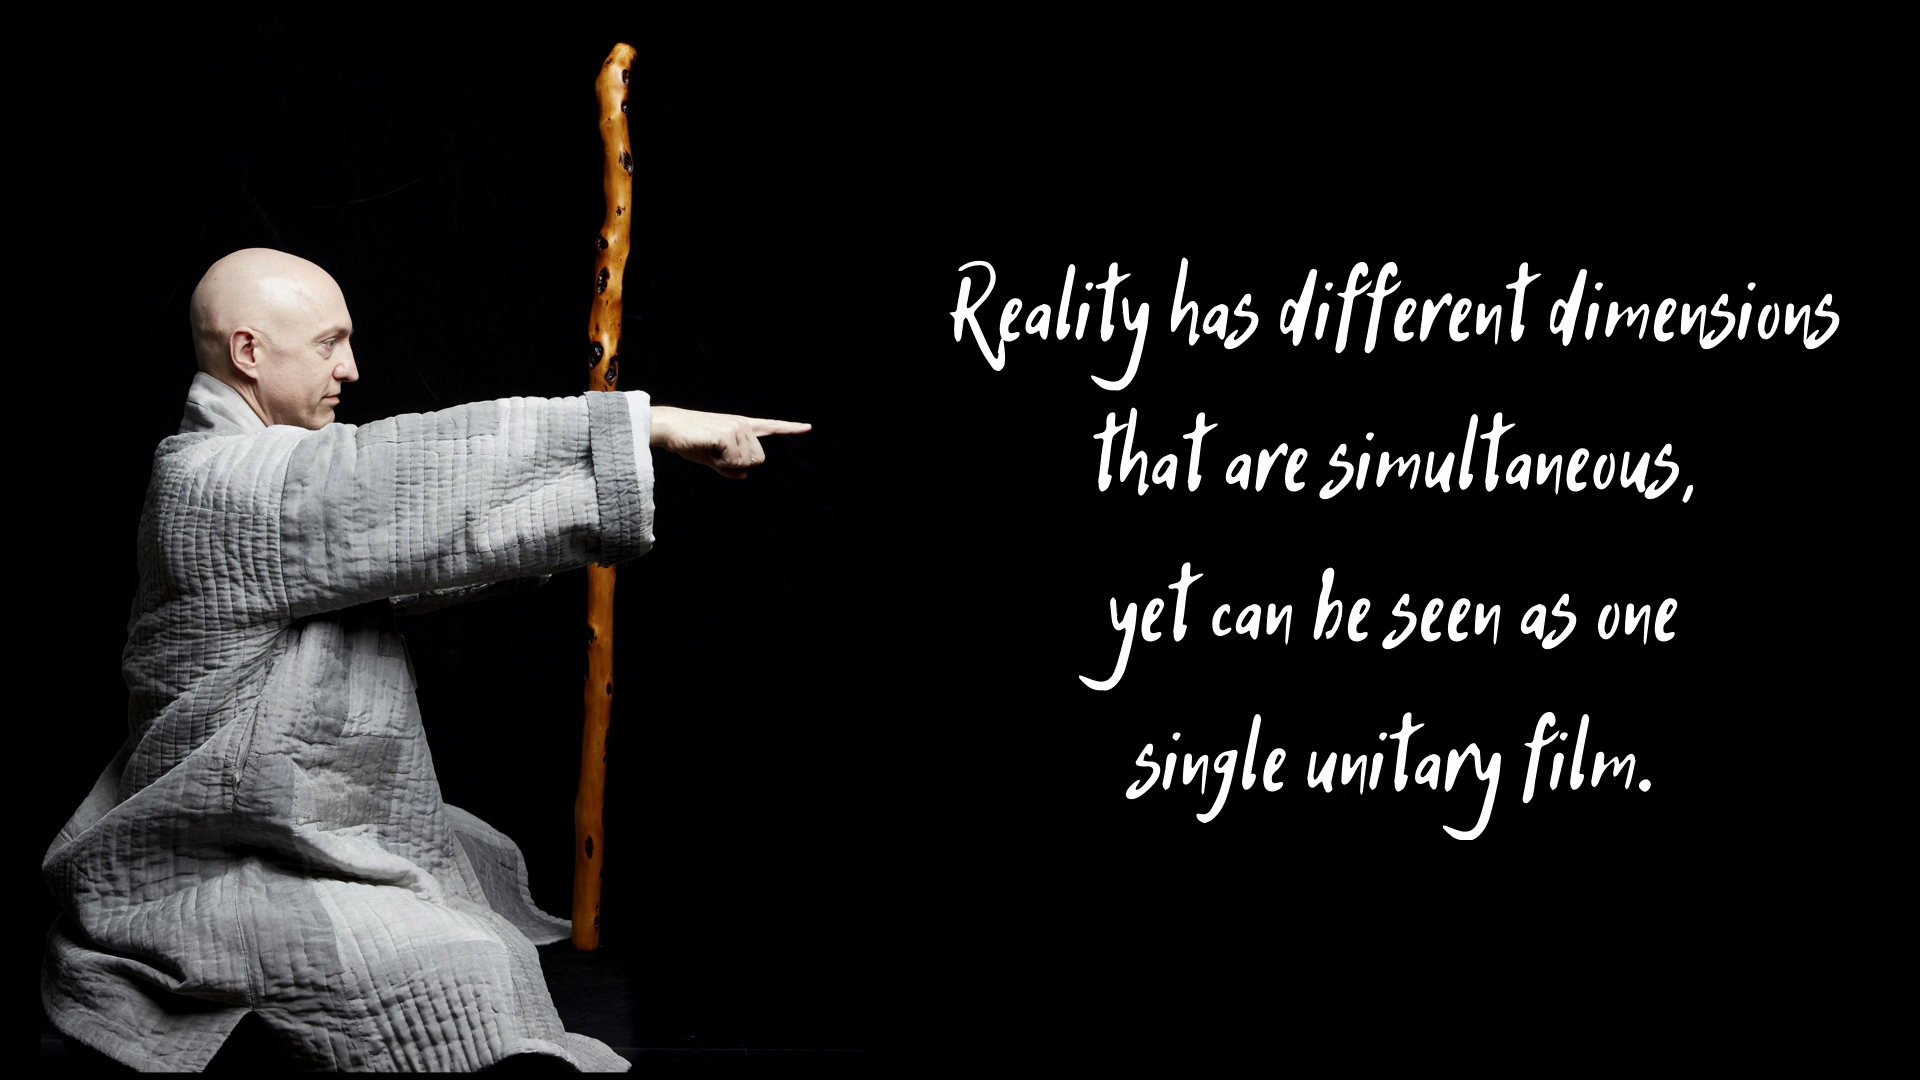 Reality has different dimensions
that are simultaneous,
yet can be seen as one
single unitary film.